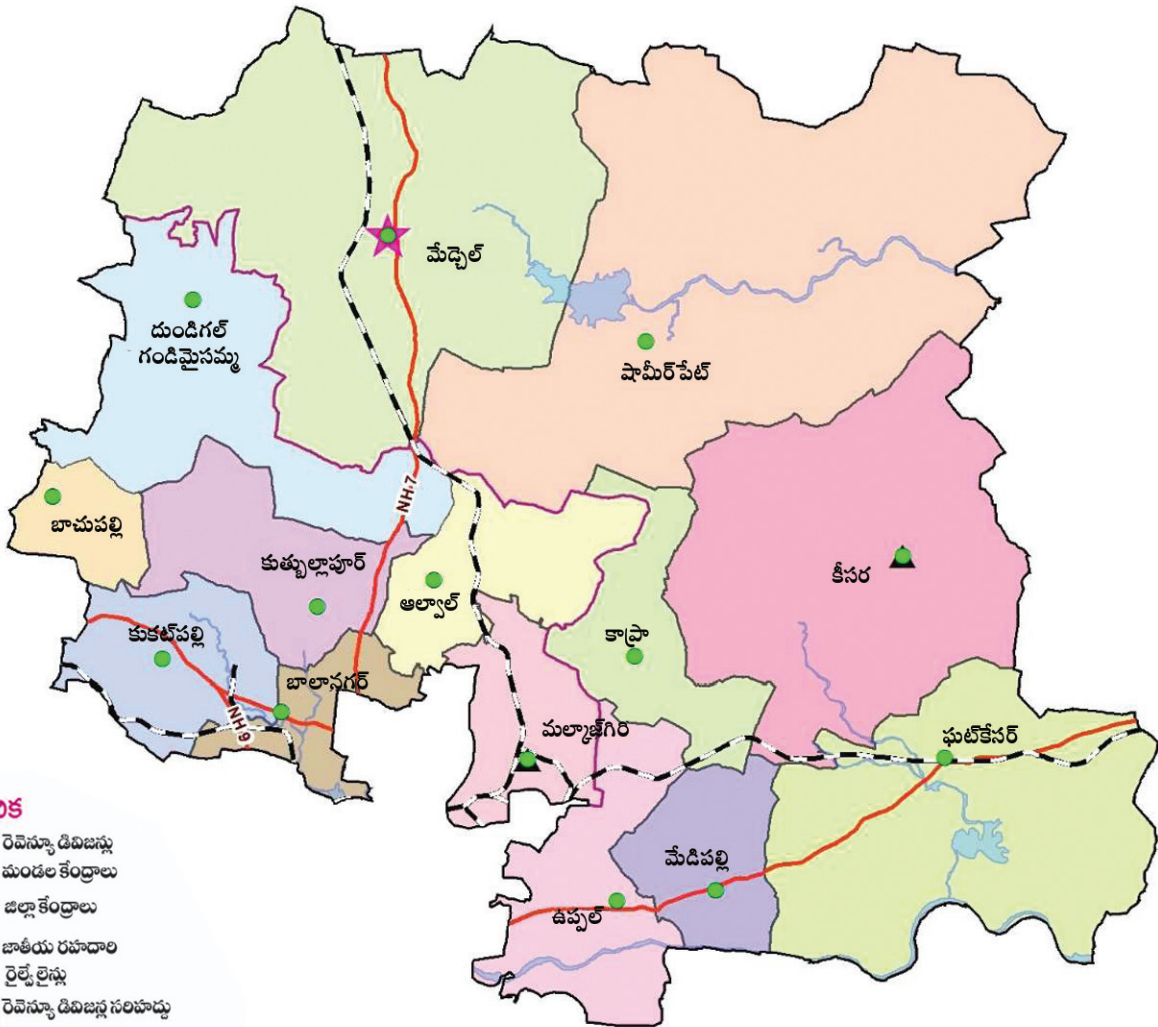 మేడ్చెల్
దుండిగల్
గండిమైసమ్మ
షామీర్‌పేట్
బాచుపల్లి
NH-7
కుత్బుల్లాపూర్
ఆల్వాల్
కీసర
కుకట్‌పల్లి
కాప్రా
బాలానగర్
NH-9
మల్కాజ్‌గిరి
ఘట్‌కేసర్
మేడిపల్లి
ఉప్పల్
రెవెన్యూ డివిజన్లు
మండల కేంద్రాలు
జిల్లా కేంద్రాలు
జాతీయ రహదారి
రైల్వే లైన్లు
రెవెన్యూ డివిజన్ల సరిహద్దు